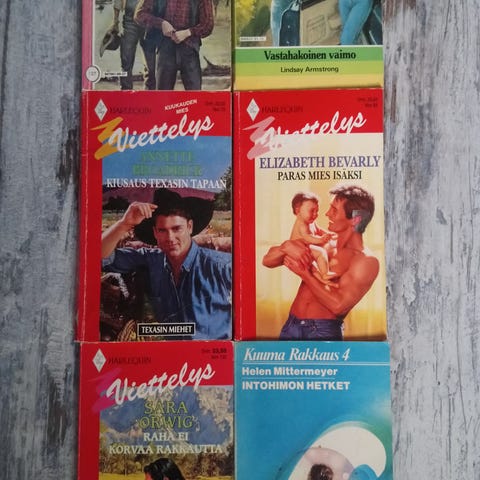 Vastahakoinen vaimo
Lindsay Armstrong
HARLEQUIN
KUUKAUDEN
MIES
Viettelys
ANNETTE
KIUSAUS TEXASIN TAPAAN
TEXASIN MIEHET
HARLEQUIN
Viettelys
ELIZABETH BEVARLY
PARAS MIES ISÄKSI
HARLEQUIN
Viettelys
SARA
ORWIG
RAHA EI
KORVAA RAKKAUTTA
Kuuma Rakkaus 4
Helen Mittermeyer
INTOHIMON HETKET